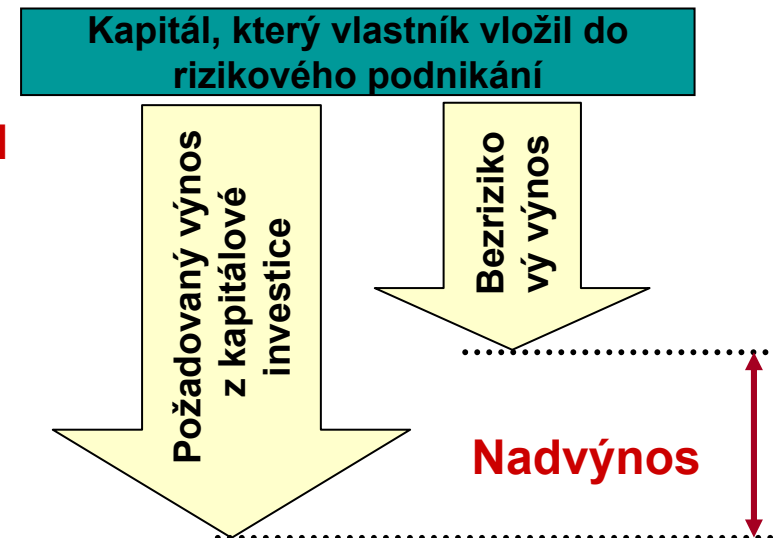 Kapitál, který vlastník vložil do
rizikového podnikání
Požadovaný výnos
z kapitálové
investice
Bezriziko
vý výnos
Nadvýnos